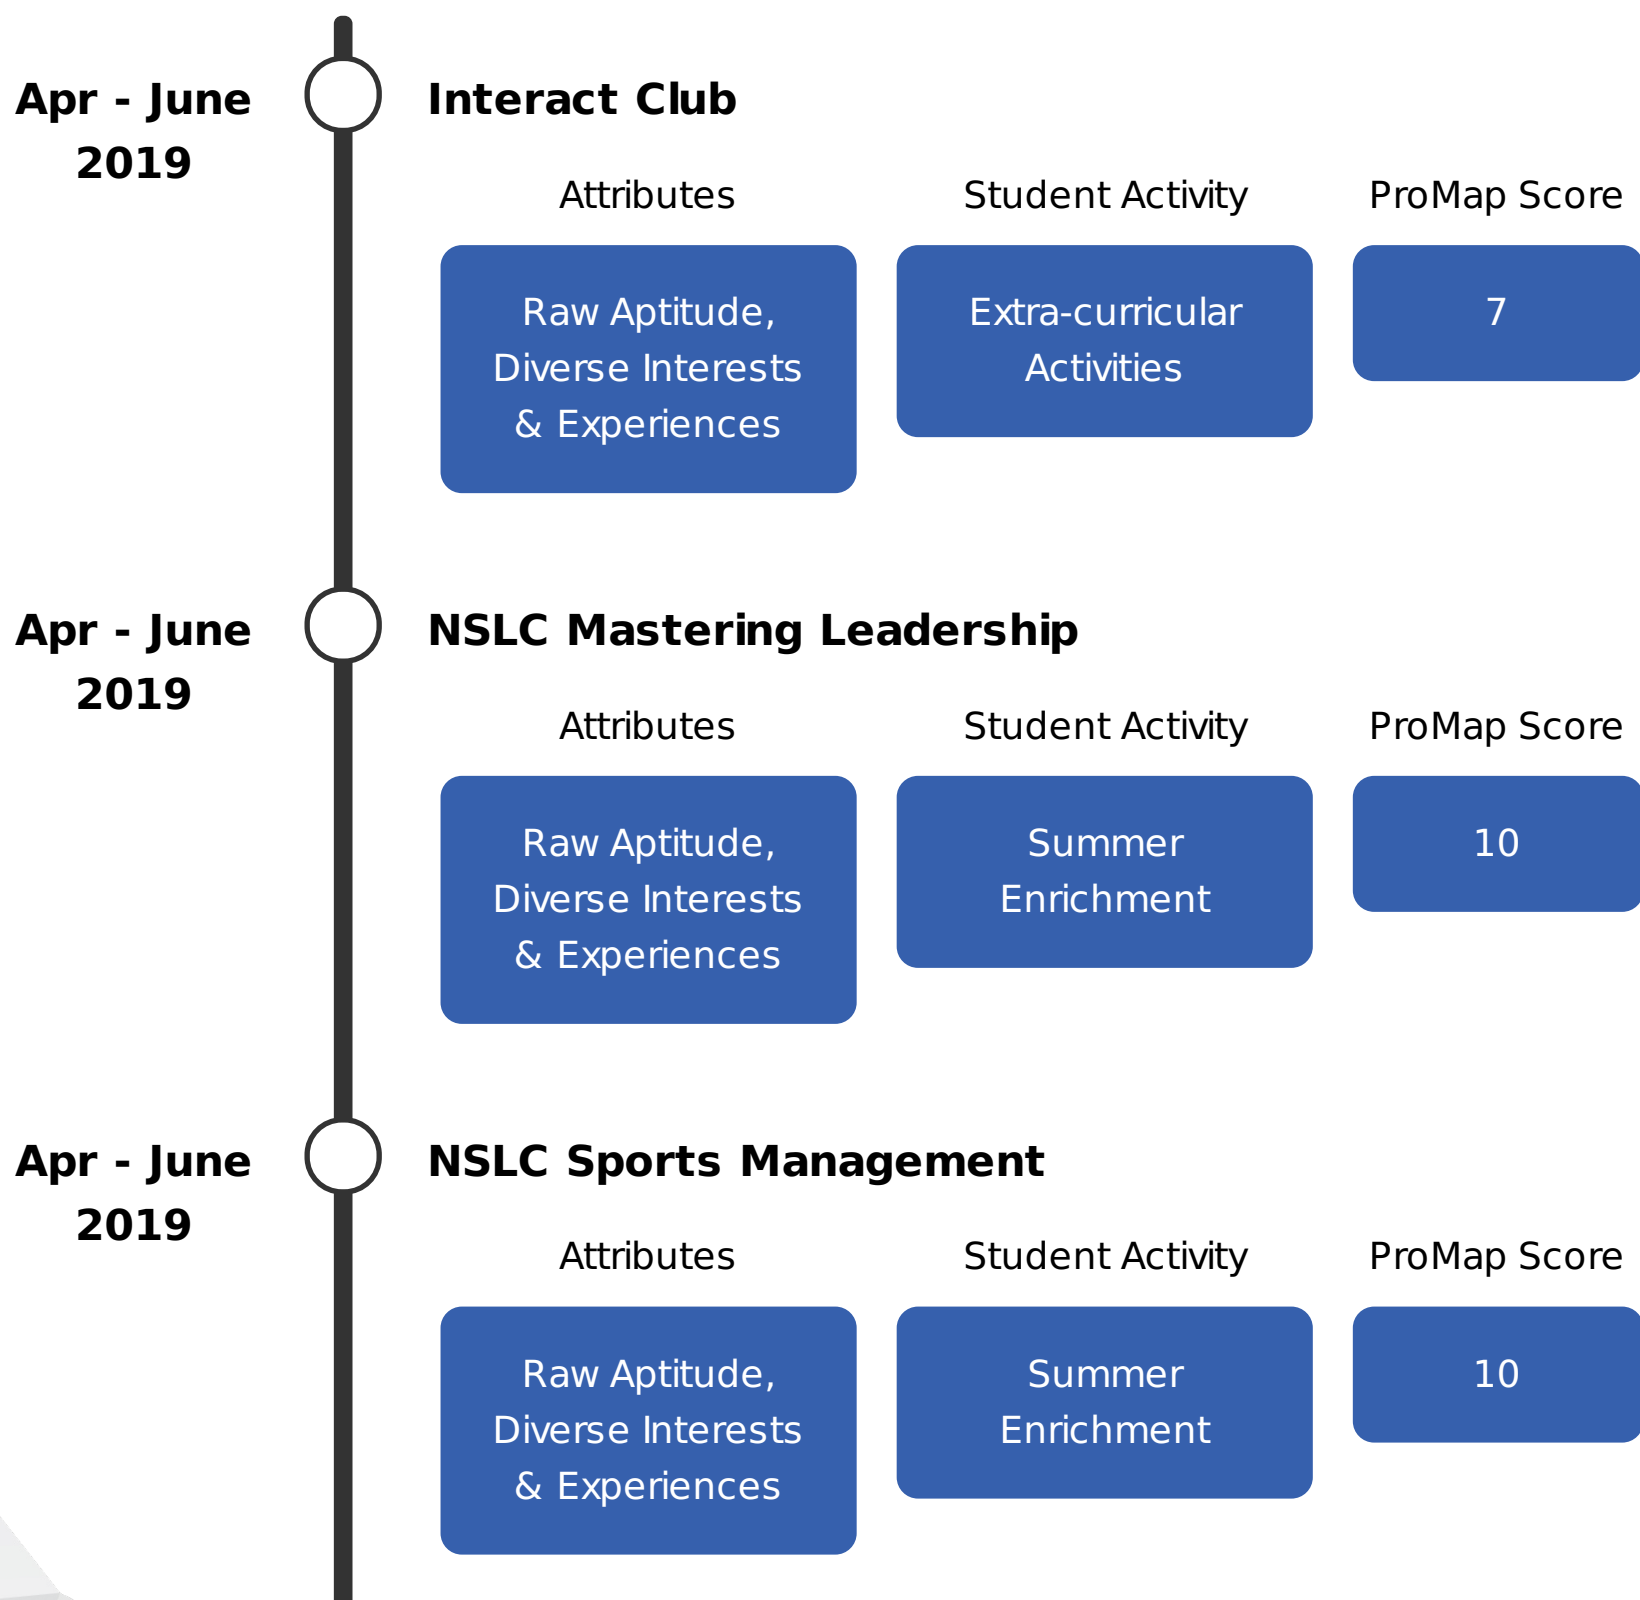 Apr - June
2019
Interact Club
Attributes
Student Activity
ProMap Score
Raw Aptitude,
Diverse Interests
& Experiences
Extra-curricular
Activities
7
Apr - June
2019
NSLC Mastering Leadership
Attributes
Student Activity
ProMap Score
Raw Aptitude,
Diverse Interests
& Experiences
Summer
Enrichment
10
Apr - June
2019
NSLC Sports Management
Attributes
Student Activity
ProMap Score
Raw Aptitude,
Diverse Interests
& Experiences
Summer
Enrichment
10